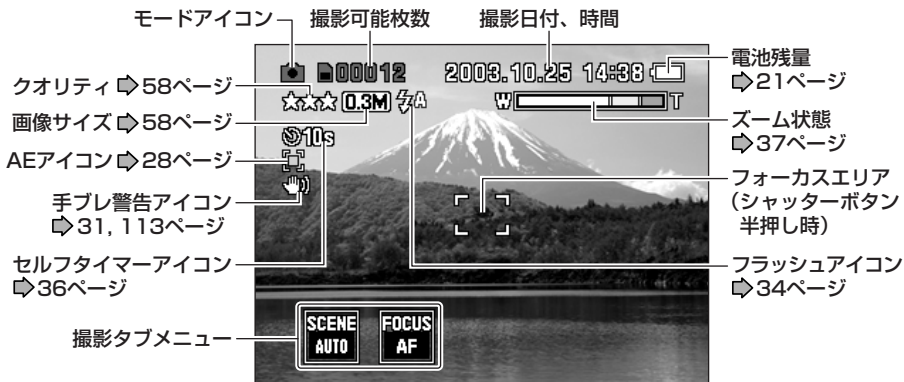 モードアイコン
撮影可能枚数
撮影日付、時間
電池残量
⇨21ページ
クオリティ ⇨58ページ
画像サイズ ⇨58ページ
AEアイコン ⇨28ページ
手ブレ警告アイコン
⇨31, 113ページ
セルフタイマーアイコン
⇨36ページ
撮影タブメニュー
00012
2003.10.25 14:38
0.3M
A
W
T
10s
SCENE
AUTO
FOCUS
AF
ズーム状態
⇨37ページ
フォーカスエリア
(シャッターボタン
半押し時)
フラッシュアイコン
⇨34ページ